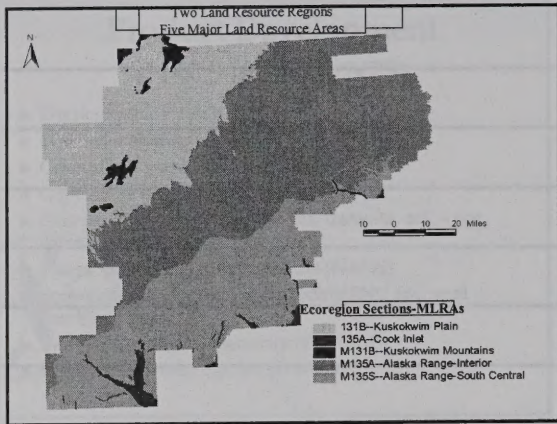 Two Land Resource Regions
Five Major Land Resource Areas
N
10 0 10 20 Miles
Ecoregion Sections-MLRAs
131B--Kuskokwim Plain
135A--Cook Inlet
M131B--Kuskokwim Mountains
M135A--Alaska Range-Interior
M135S--Alaska Range-South Central